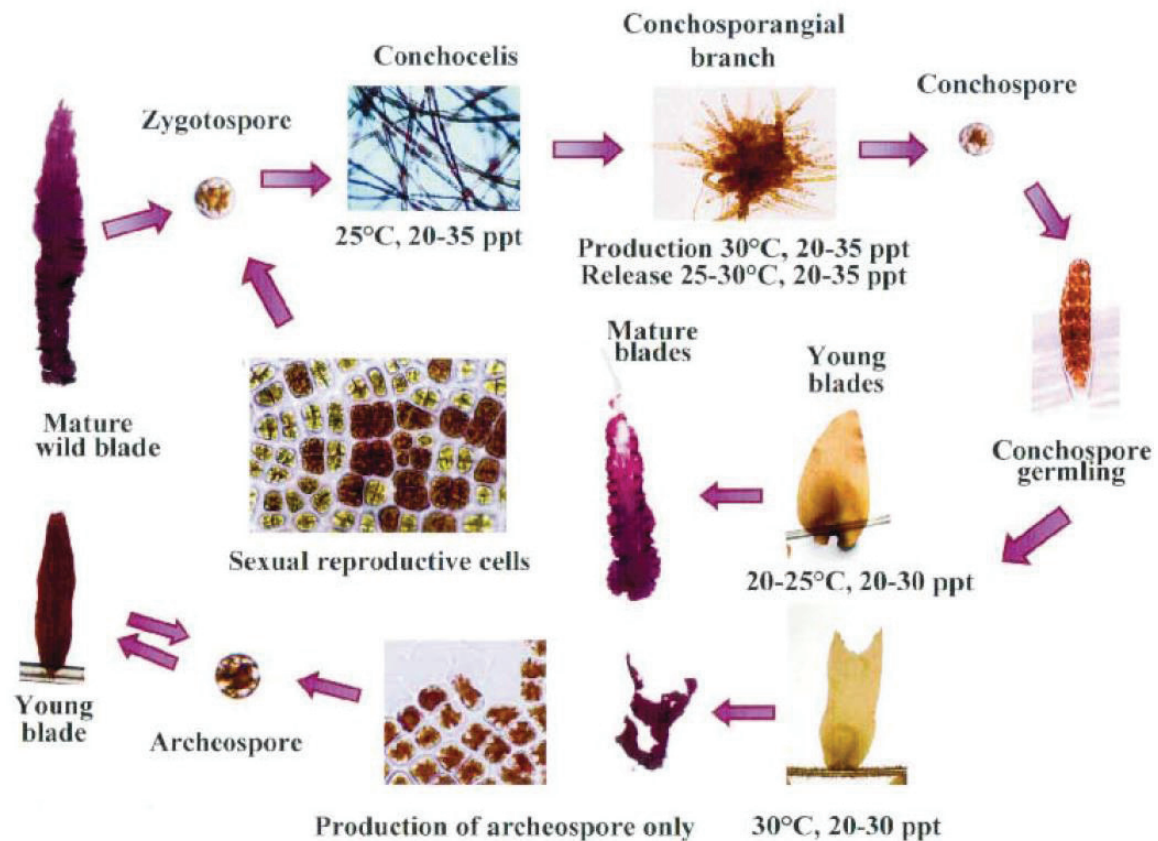 Conchosporangial
branch
Conchocelis
Conchospore
Zygotospore
25°C, 20-35 ppt
Production 30°C, 20-35 ppt
Release 25-30°C, 20-35 ppt
Mature
blades
Young
blades
Mature
wild blade
Conchospore
germling
Sexual reproductive cells
20-25°C, 20-30 ppt
Young
blade
Archeospore
Production of archeospore only
30°C, 20-30 ppt